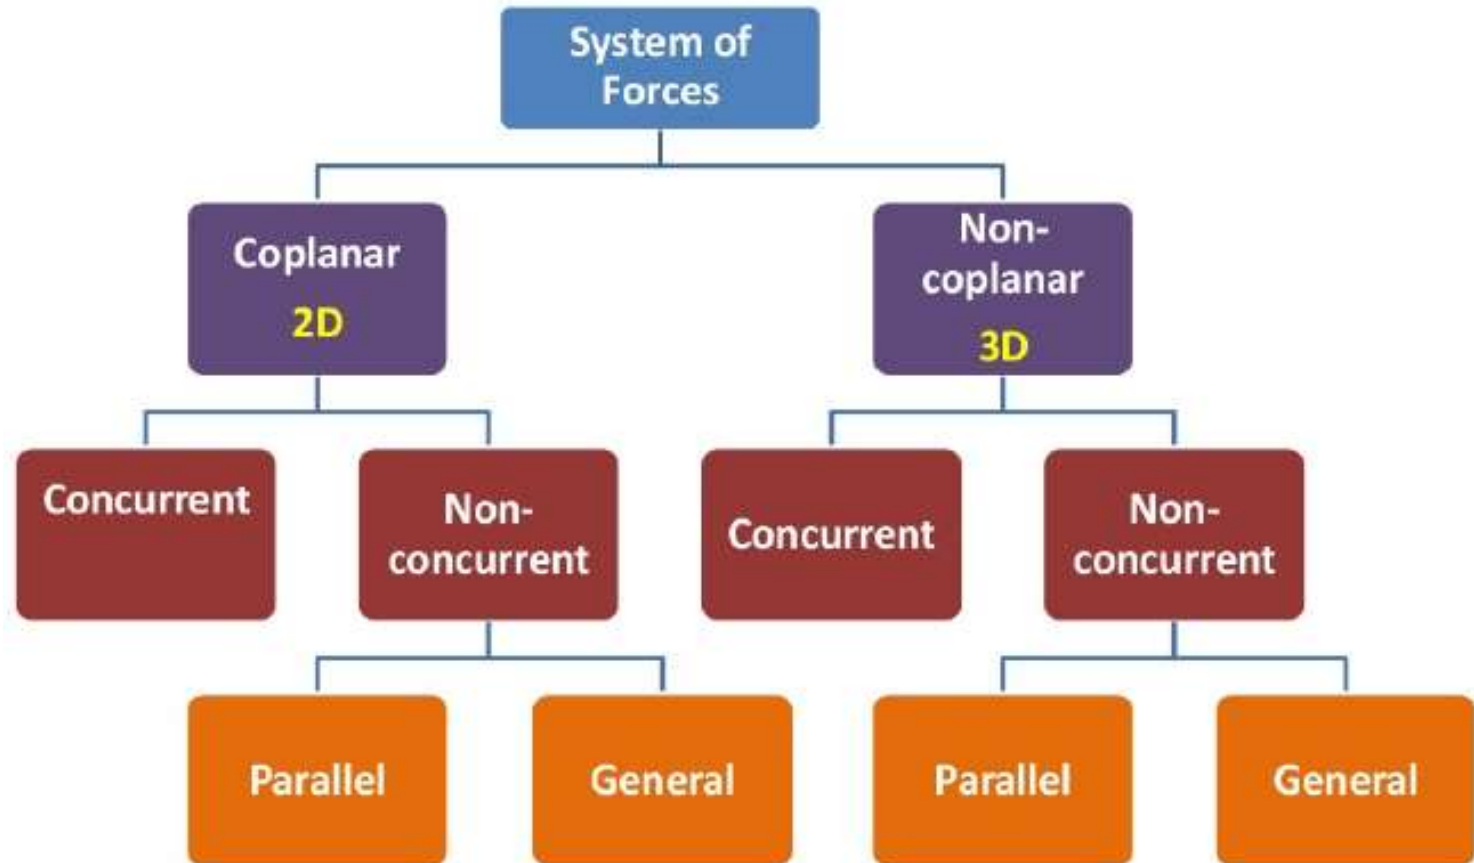 System of
Forces
Coplanar
2D
Non-
coplanar
3D
Concurrent
Non-
concurrent
Concurrent
Non-
concurrent
Parallel
General
Parallel
General